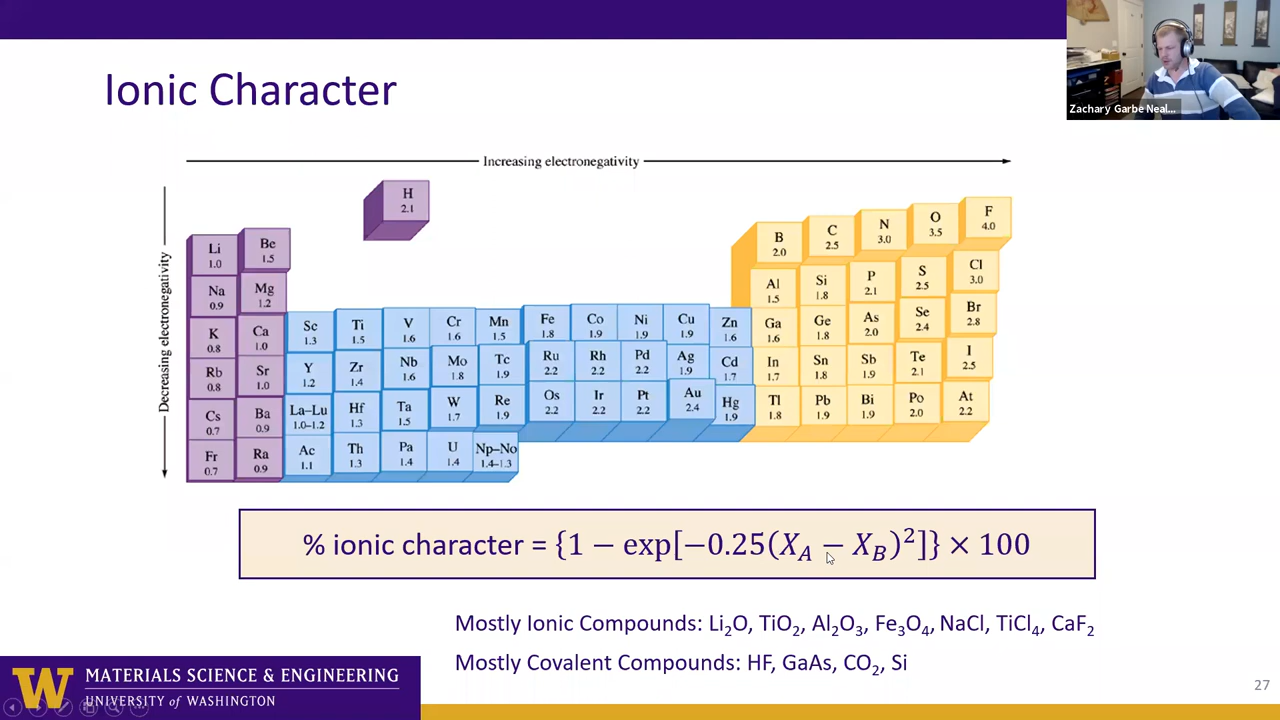 Ionic Character
Zachary Garbe Neal...
Increasing electronegativity
Decreasing electronegativity
H
2.1
Li
1.0
Be
1.5
B
2.0
C
2.5
N
3.0
O
3.5
F
4.0
Na
0.9
Mg
1.2
Al
1.5
Si
1.8
P
2.1
S
2.5
Cl
3.0
K
0.8
Ca
1.0
Sc
1.3
Ti
1.5
V
1.6
Cr
1.6
Mn
1.5
Fe
1.8
Co
1.9
Ni
1.9
Cu
1.9
Zn
1.6
Ga
1.6
Ge
1.8
As
2.0
Se
2.4
Br
2.8
Rb
0.8
Sr
1.0
Y
1.2
Zr
1.4
Nb
1.6
Mo
1.8
Tc
1.9
Ru
2.2
Rh
2.2
Pd
2.2
Ag
1.9
Cd
1.7
In
1.7
Sn
1.8
Sb
1.9
Te
2.1
I
2.5
Cs
0.7
Ba
0.9
La–Lu
1.0–1.2
Hf
1.3
Ta
1.5
W
1.7
Re
1.9
Os
2.2
Ir
2.2
Pt
2.2
Au
2.4
Hg
1.9
Tl
1.8
Pb
1.9
Bi
1.9
Po
2.0
At
2.2
Fr
0.7
Ra
0.9
Ac
1.1
Th
1.3
Pa
1.4
U
1.4
Np–No
1.4–1.3
% ionic character = {1 − exp[−0.25(X_A − X_B)²]} × 100
Mostly Ionic Compounds: Li₂O, TiO₂, Al₂O₃, Fe₃O₄, NaCl, TiCl₄, CaF₂
Mostly Covalent Compounds: HF, GaAs, CO₂, Si
W
MATERIALS SCIENCE & ENGINEERING
UNIVERSITY of WASHINGTON
27